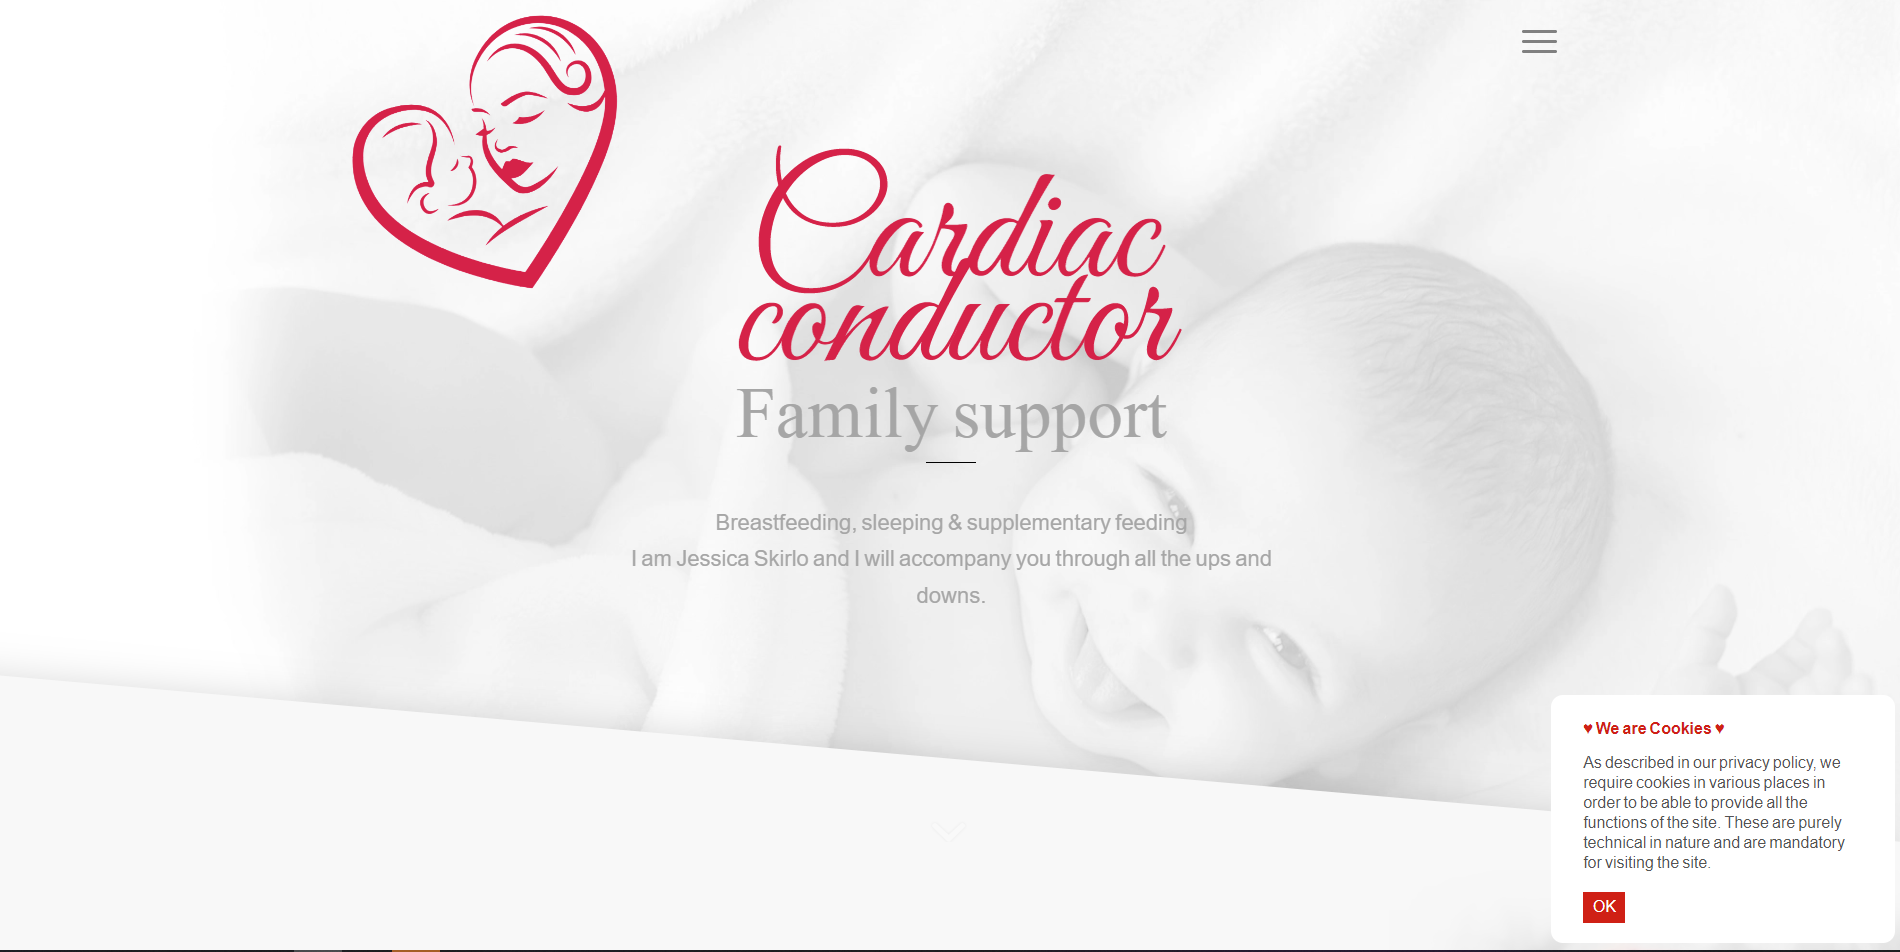 Cardiac
conductor
Family support
Breastfeeding, sleeping & supplementary feeding
I am Jessica Skirlo and I will accompany you through all the ups and
downs.
♥ We are Cookies ♥
As described in our privacy policy, we
require cookies in various places in
order to be able to provide all the
functions of the site. These are purely
technical in nature and are mandatory
for visiting the site.
OK